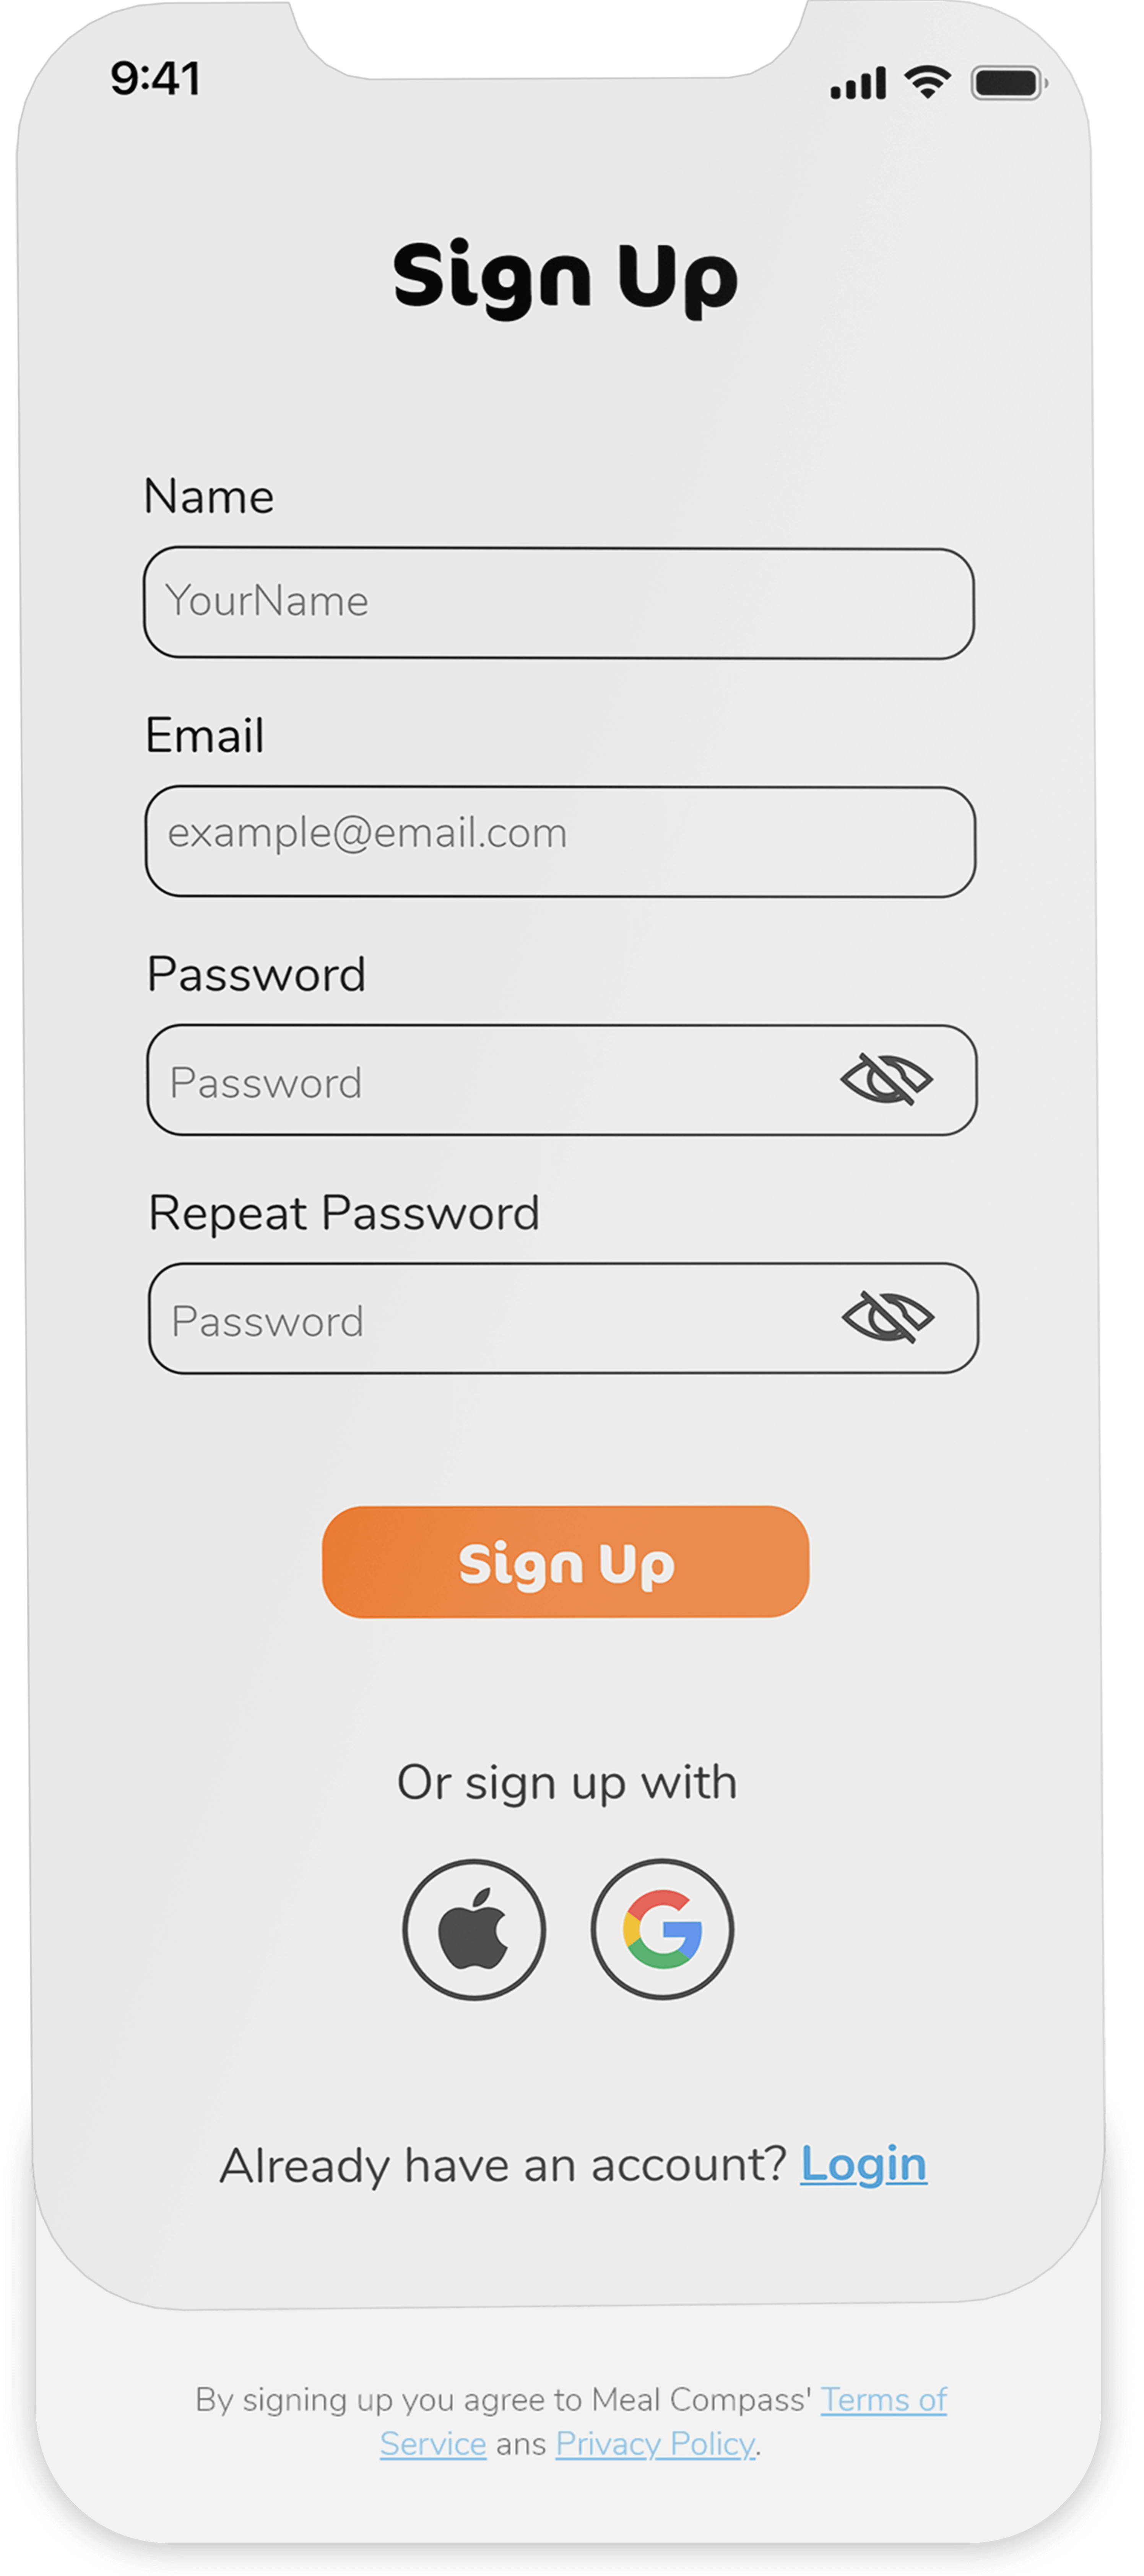 9:41
Sign Up
Name
YourName
Email
example@email.com
Password
Password
Repeat Password
Password
Sign Up
Or sign up with
Already have an account? Login
By signing up you agree to Meal Compass' Terms of
Service ans Privacy Policy.